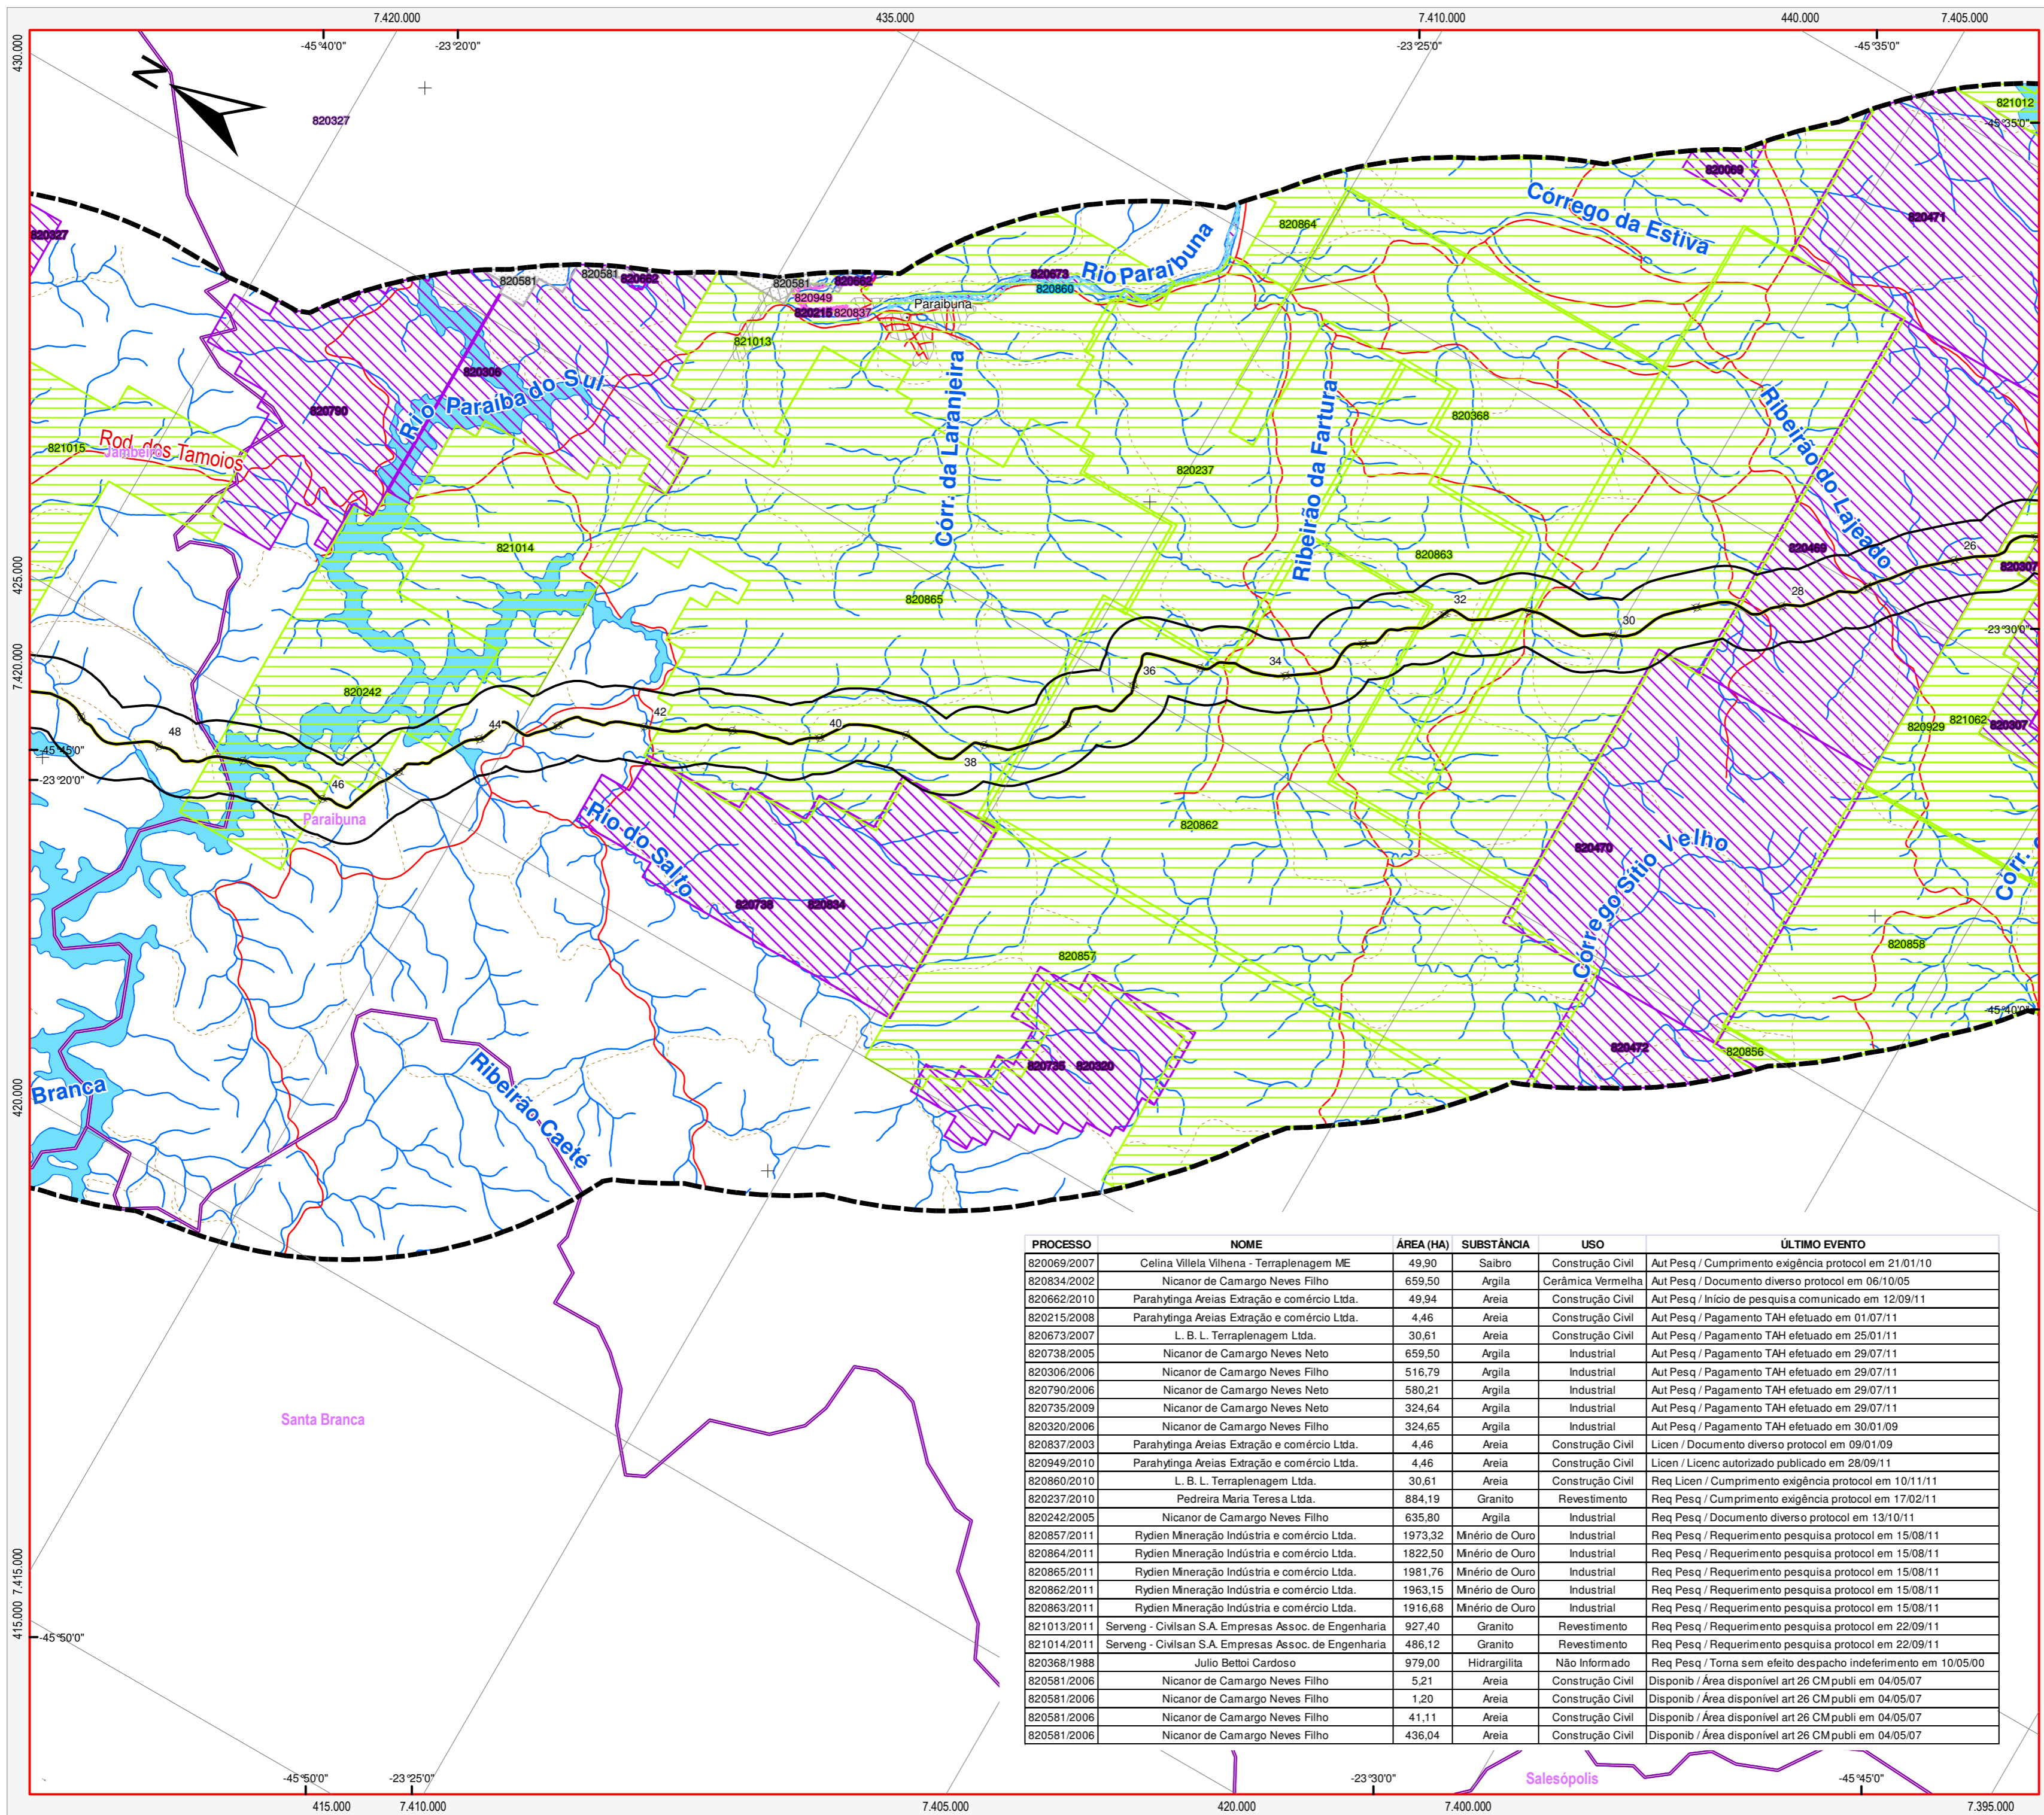 7.420.000
435.000
7.410.000
440.000
7.405.000
-45°40'0"
-23°20'0"
-23°25'0"
-45°35'0"
430.000
N
820327
821012
-45°35'0"
820069
820471
Córrego da Estiva
820327
820864
820581
820581
820662
820581
820662
820949
820215
820837
820673
820860
Rio Paraibuna
Paraibuna
821013
820306
Rio Paraíba do Sul
820790
Rod. dos Tamoios
Jambeiro
821015
Córr. da Laranjeira
820237
Ribeirão da Fartura
820368
Ribeirão do Lajeado
821014
820863
820469
26
820307
425.000
820865
32
30
28
-23°30'0"
7.420.000
36
34
820242
48
44
42
40
38
46
820929
821062
820307
-45°45'0"
-23°20'0"
Paraibuna
Rio do Salto
820862
820470
Córrego Sítio Velho
Corr.
820738
820834
820857
820858
-45°40'0"
820735
820320
820472
820856
420.000
Branca
Ribeirão Caeté
PROCESSO NOME ÁREA (HA) SUBSTÂNCIA USO ÚLTIMO EVENTO
820069/2007 Celina Villela Vilhena - Terraplenagem ME 49,90 Saibro Construção Civil Aut Pesq / Cumprimento exigência protocol em 21/01/10
820834/2002 Nicanor de Camargo Neves Filho 659,50 Argila Cerâmica Vermelha Aut Pesq / Documento diverso protocol em 06/10/05
820662/2010 Parahytinga Areias Extração e comércio Ltda. 49,94 Areia Construção Civil Aut Pesq / Início de pesquisa comunicado em 12/09/11
820215/2008 Parahytinga Areias Extração e comércio Ltda. 4,46 Areia Construção Civil Aut Pesq / Pagamento TAH efetuado em 01/07/11
820673/2007 L. B. L. Terraplenagem Ltda. 30,61 Areia Construção Civil Aut Pesq / Pagamento TAH efetuado em 25/01/11
820738/2005 Nicanor de Camargo Neves Neto 659,50 Argila Industrial Aut Pesq / Pagamento TAH efetuado em 29/07/11
820306/2006 Nicanor de Camargo Neves Filho 516,79 Argila Industrial Aut Pesq / Pagamento TAH efetuado em 29/07/11
820790/2006 Nicanor de Camargo Neves Neto 580,21 Argila Industrial Aut Pesq / Pagamento TAH efetuado em 29/07/11
820735/2009 Nicanor de Camargo Neves Neto 324,64 Argila Industrial Aut Pesq / Pagamento TAH efetuado em 29/07/11
820320/2006 Nicanor de Camargo Neves Filho 324,65 Argila Industrial Aut Pesq / Pagamento TAH efetuado em 30/01/09
820837/2003 Parahytinga Areias Extração e comércio Ltda. 4,46 Areia Construção Civil Licen / Documento diverso protocol em 09/01/09
820949/2010 Parahytinga Areias Extração e comércio Ltda. 4,46 Areia Construção Civil Licen / Licenc autorizado publicado em 28/09/11
820860/2010 L. B. L. Terraplenagem Ltda. 30,61 Areia Construção Civil Req Licen / Cumprimento exigência protocol em 10/11/11
820237/2010 Pedreira Maria Teresa Ltda. 884,19 Granito Revestimento Req Pesq / Cumprimento exigência protocol em 17/02/11
820242/2005 Nicanor de Camargo Neves Filho 635,80 Argila Industrial Req Pesq / Documento diverso protocol em 13/10/11
820857/2011 Rydien Mineração Indústria e comércio Ltda. 1973,32 Minério de Ouro Industrial Req Pesq / Requerimento pesquisa protocol em 15/08/11
820864/2011 Rydien Mineração Indústria e comércio Ltda. 1822,50 Minério de Ouro Industrial Req Pesq / Requerimento pesquisa protocol em 15/08/11
820865/2011 Rydien Mineração Indústria e comércio Ltda. 1981,76 Minério de Ouro Industrial Req Pesq / Requerimento pesquisa protocol em 15/08/11
820862/2011 Rydien Mineração Indústria e comércio Ltda. 1963,15 Minério de Ouro Industrial Req Pesq / Requerimento pesquisa protocol em 15/08/11
820863/2011 Rydien Mineração Indústria e comércio Ltda. 1916,68 Minério de Ouro Industrial Req Pesq / Requerimento pesquisa protocol em 15/08/11
821013/2011 Serveng - Civilsan S.A. Empresas Assoc. de Engenharia 927,40 Granito Revestimento Req Pesq / Requerimento pesquisa protocol em 22/09/11
821014/2011 Serveng - Civilsan S.A. Empresas Assoc. de Engenharia 486,12 Granito Revestimento Req Pesq / Requerimento pesquisa protocol em 22/09/11
820368/1988 Julio Bettoi Cardoso 979,00 Hidrargilita Não Informado Req Pesq / Torna sem efeito despacho indeferimento em 10/05/00
820581/2006 Nicanor de Camargo Neves Filho 5,21 Areia Construção Civil Disponib / Área disponível art 26 CM publi em 04/05/07
820581/2006 Nicanor de Camargo Neves Filho 1,20 Areia Construção Civil Disponib / Área disponível art 26 CM publi em 04/05/07
820581/2006 Nicanor de Camargo Neves Filho 41,11 Areia Construção Civil Disponib / Área disponível art 26 CM publi em 04/05/07
820581/2006 Nicanor de Camargo Neves Filho 436,04 Areia Construção Civil Disponib / Área disponível art 26 CM publi em 04/05/07
Santa Branca
7.415.000
415.000
-45°50'0"
Salesópolis
-45°50'0"
-23°25'0"
-23°30'0"
-45°45'0"
415.000
7.410.000
7.405.000
420.000
7.400.000
7.395.000